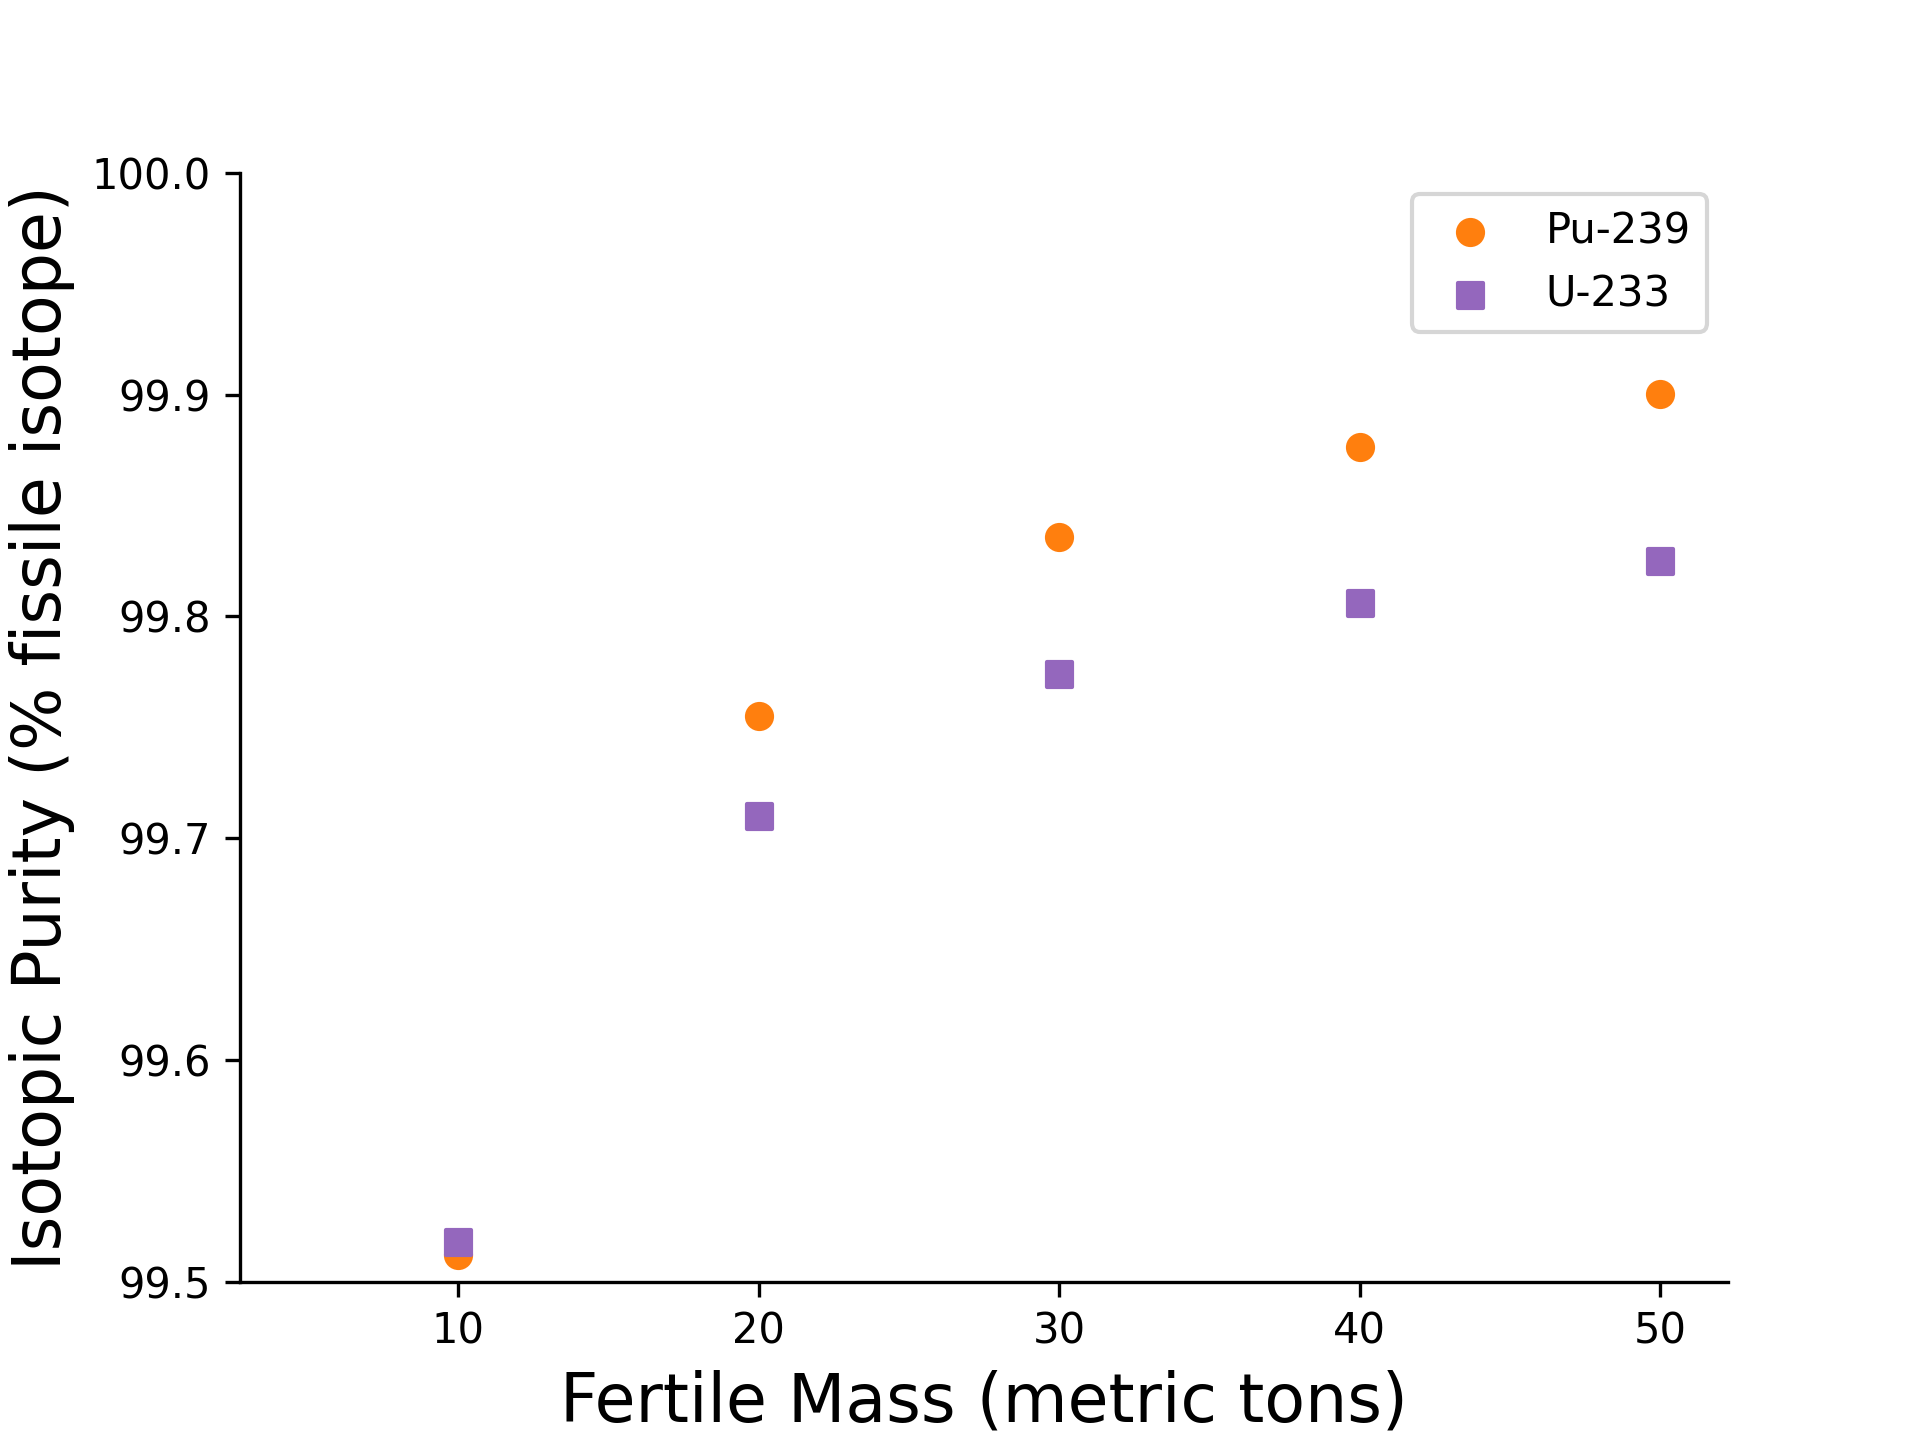 100.0
99.9
99.8
99.7
99.6
99.5
Isotopic Purity (% fissile isotope)
Pu-239
U-233
10 20 30 40 50
Fertile Mass (metric tons)